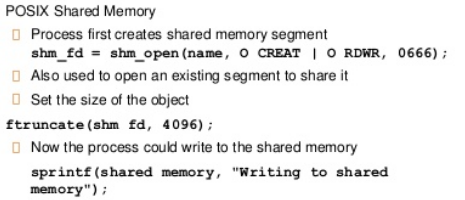 POSIX Shared Memory
Process first creates shared memory segment
shm_fd = shm_open(name, O CREAT | O RDWR, 0666);
Also used to open an existing segment to share it
Set the size of the object
ftruncate(shm fd, 4096);
Now the process could write to the shared memory
sprintf(shared memory, "Writing to shared
memory");